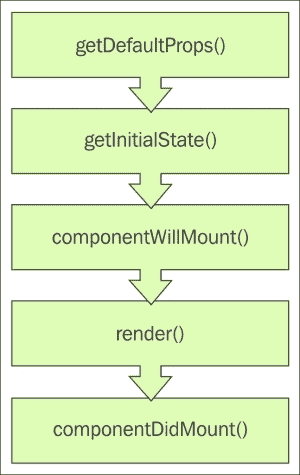 getDefaultProps()
getInitialState()
componentWillMount()
render()
componentDidMount()